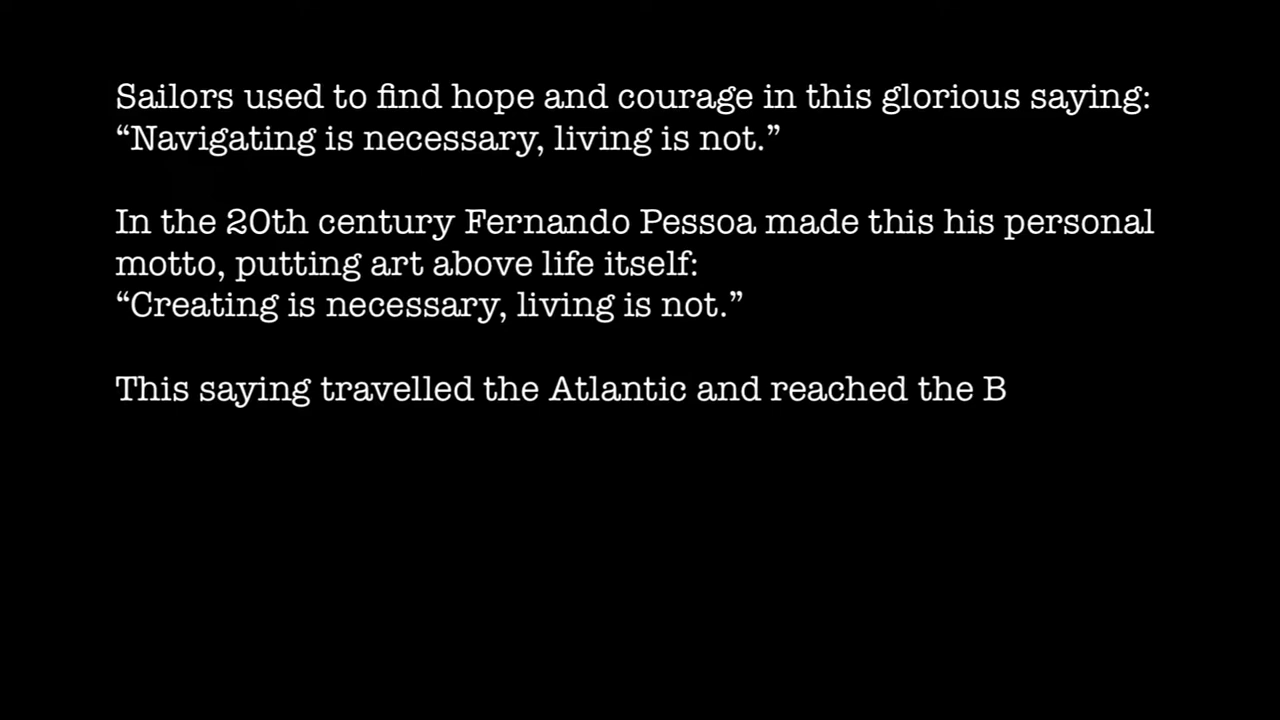 Sailors used to find hope and courage in this glorious saying:
“Navigating is necessary, living is not.”
In the 20th century Fernando Pessoa made this his personal
motto, putting art above life itself:
“Creating is necessary, living is not.”
This saying travelled the Atlantic and reached the B